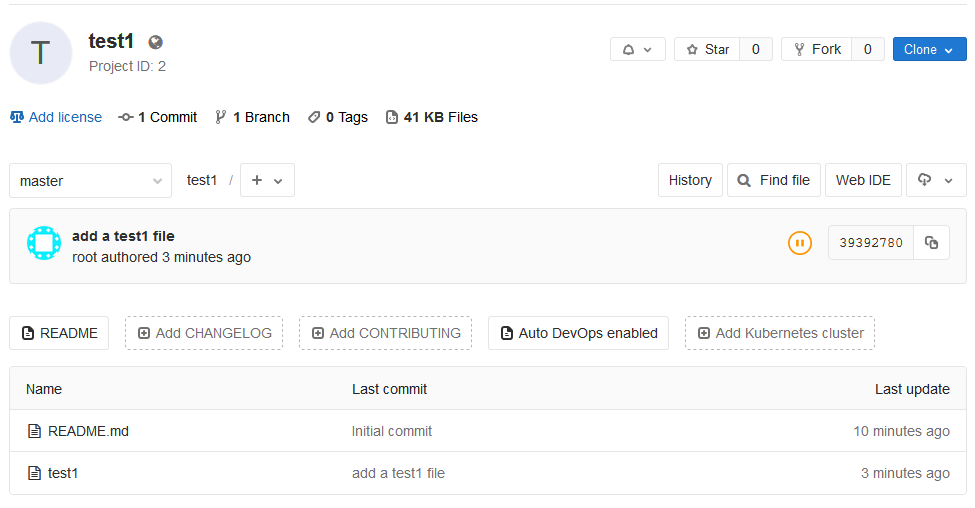 T
test1
Project ID: 2
Star 0 Fork 0 Clone
Add license 1 Commit 1 Branch 0 Tags 41 KB Files
master test1 / + History Find file Web IDE
add a test1 file
root authored 3 minutes ago
39392780
README Add CHANGELOG Add CONTRIBUTING Auto DevOps enabled Add Kubernetes cluster
Name Last commit Last update
README.md Initial commit 10 minutes ago
test1 add a test1 file 3 minutes ago